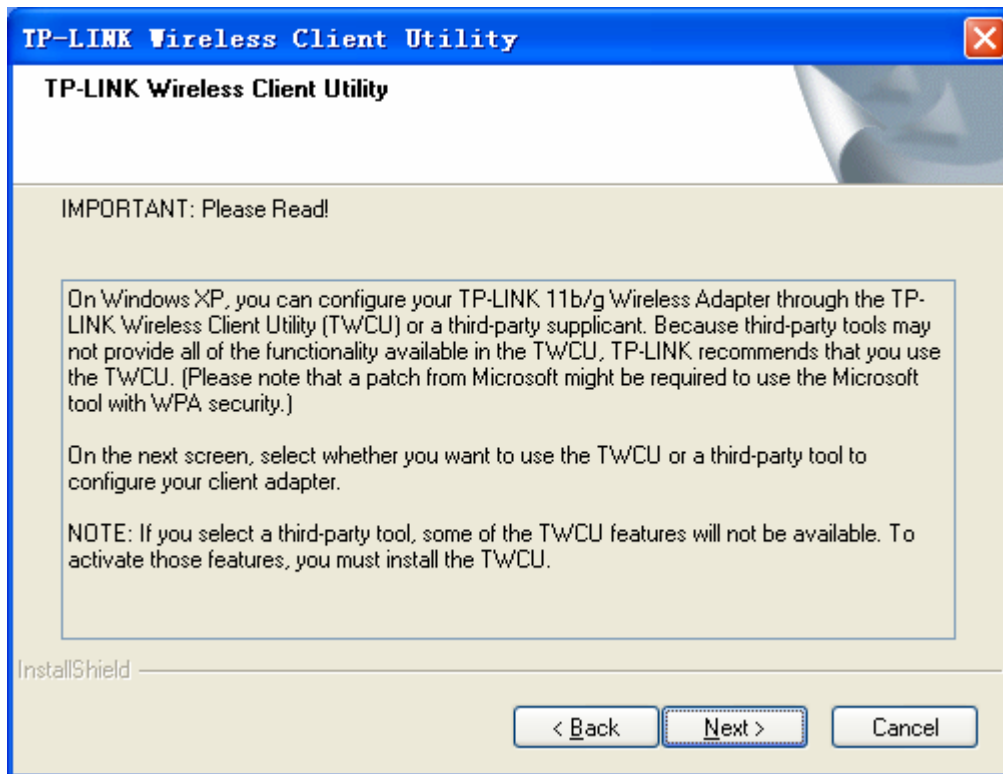 TP-LINK Wireless Client Utility
TP-LINK Wireless Client Utility
IMPORTANT: Please Read!
On Windows XP, you can configure your TP-LINK 11b/g Wireless Adapter through the TP-
LINK Wireless Client Utility (TWCU) or a third-party supplicant. Because third-party tools may
not provide all of the functionality available in the TWCU, TP-LINK recommends that you use
the TWCU. (Please note that a patch from Microsoft might be required to use the Microsoft
tool with WPA security.)
On the next screen, select whether you want to use the TWCU or a third-party tool to
configure your client adapter.
NOTE: If you select a third-party tool, some of the TWCU features will not be available. To
activate those features, you must install the TWCU.
InstallShield
< Back Next > Cancel